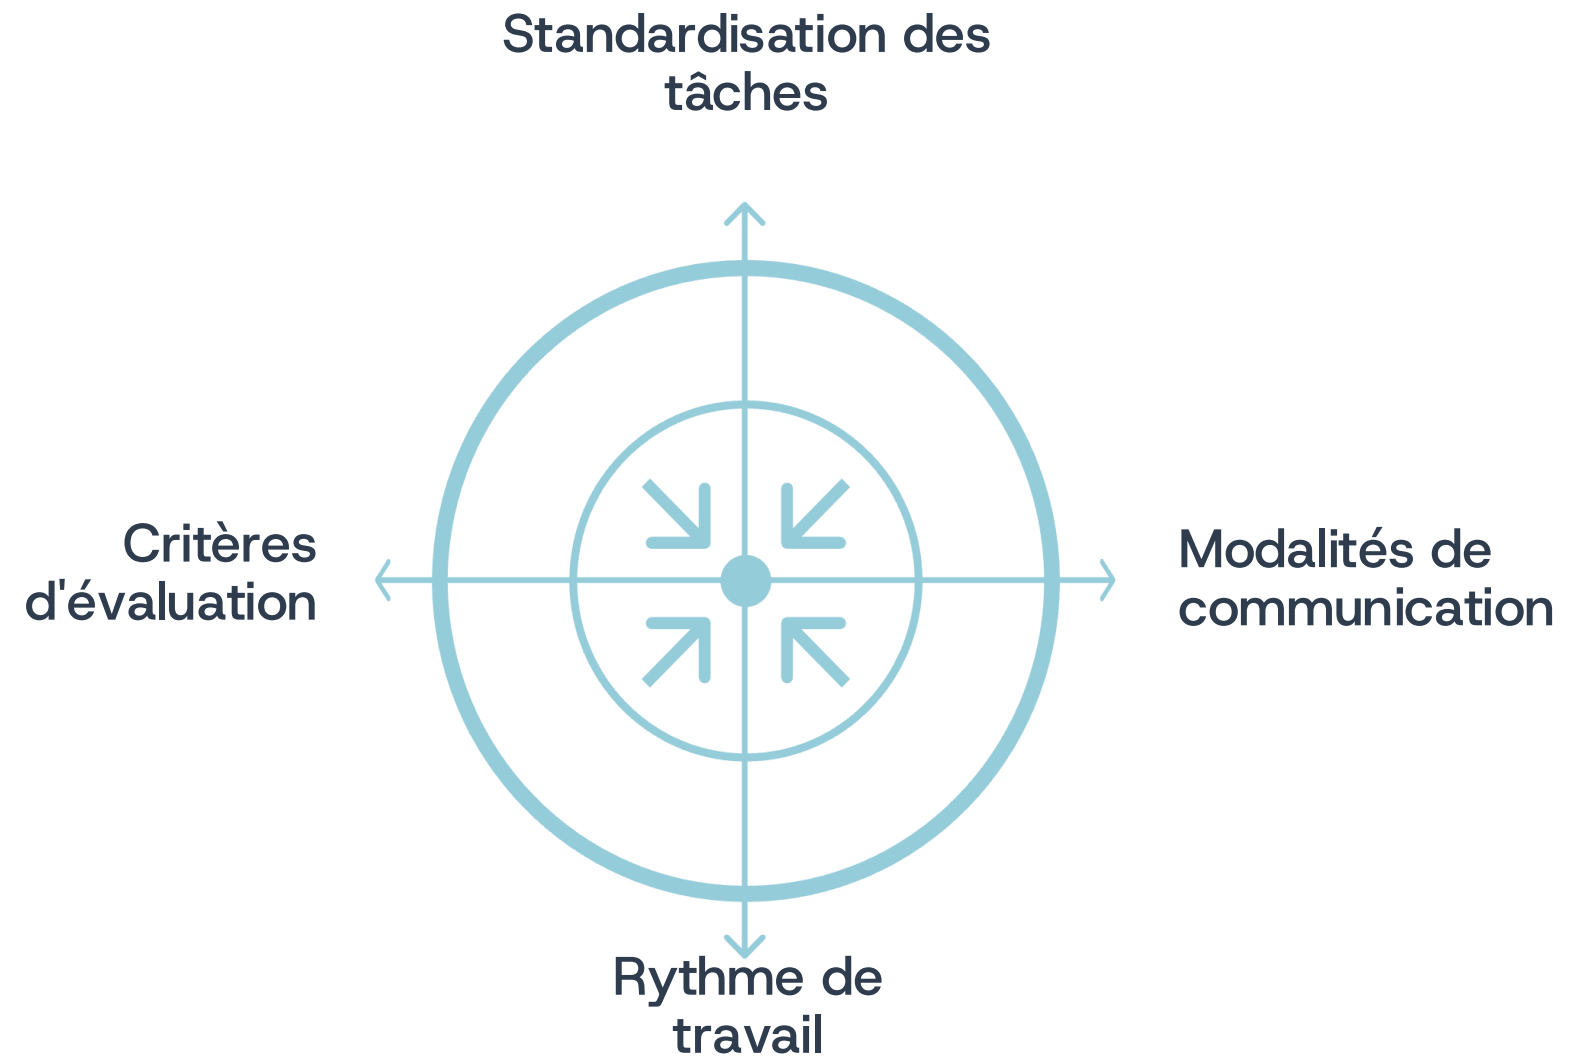 Standardisation des
tâches
Critères
d'évaluation
Modalités de
communication
Rythme de
travail